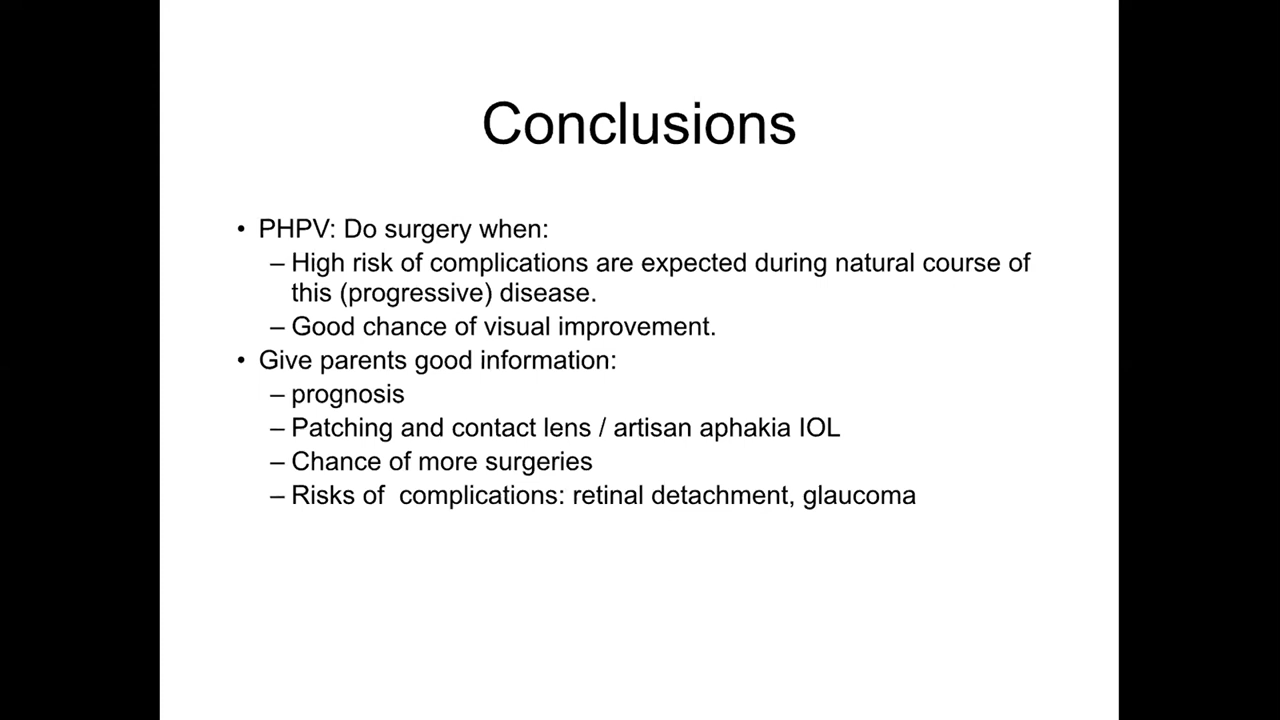 Conclusions
• PHPV: Do surgery when:
– High risk of complications are expected during natural course of
this (progressive) disease.
– Good chance of visual improvement.
• Give parents good information:
– prognosis
– Patching and contact lens / artisan aphakia IOL
– Chance of more surgeries
– Risks of  complications: retinal detachment, glaucoma